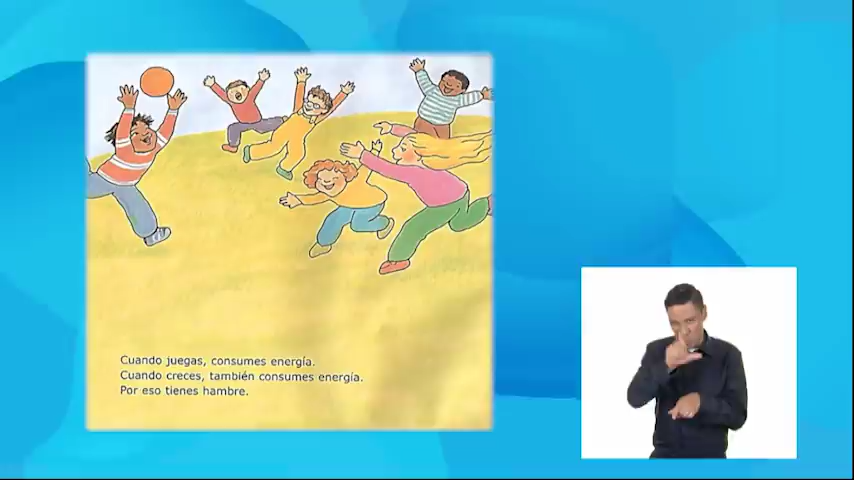 Cuando juegas, consumes energía.
Cuando creces, también consumes energía.
Por eso tienes hambre.